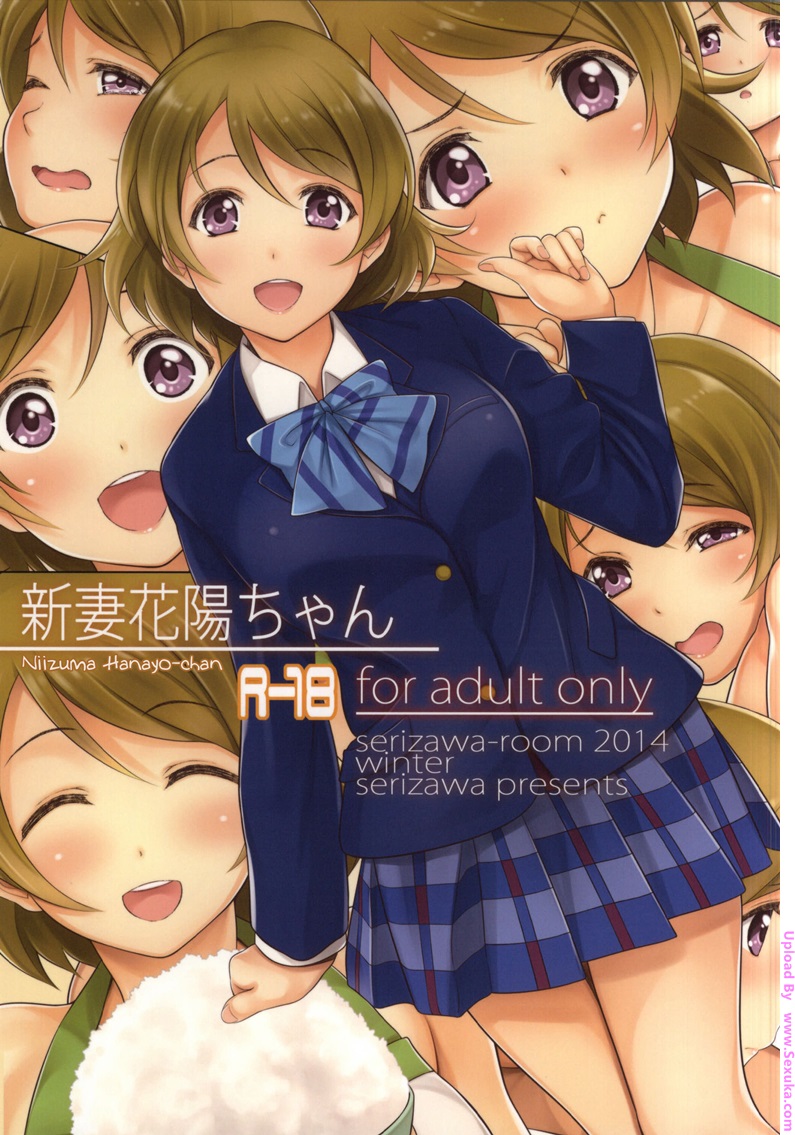 新妻花陽ちゃん
Niizuma Hanayo-chan
R-18
for adult only
serizawa-room 2014
winter
serizawa presents
Upload By www.Sexuka.com